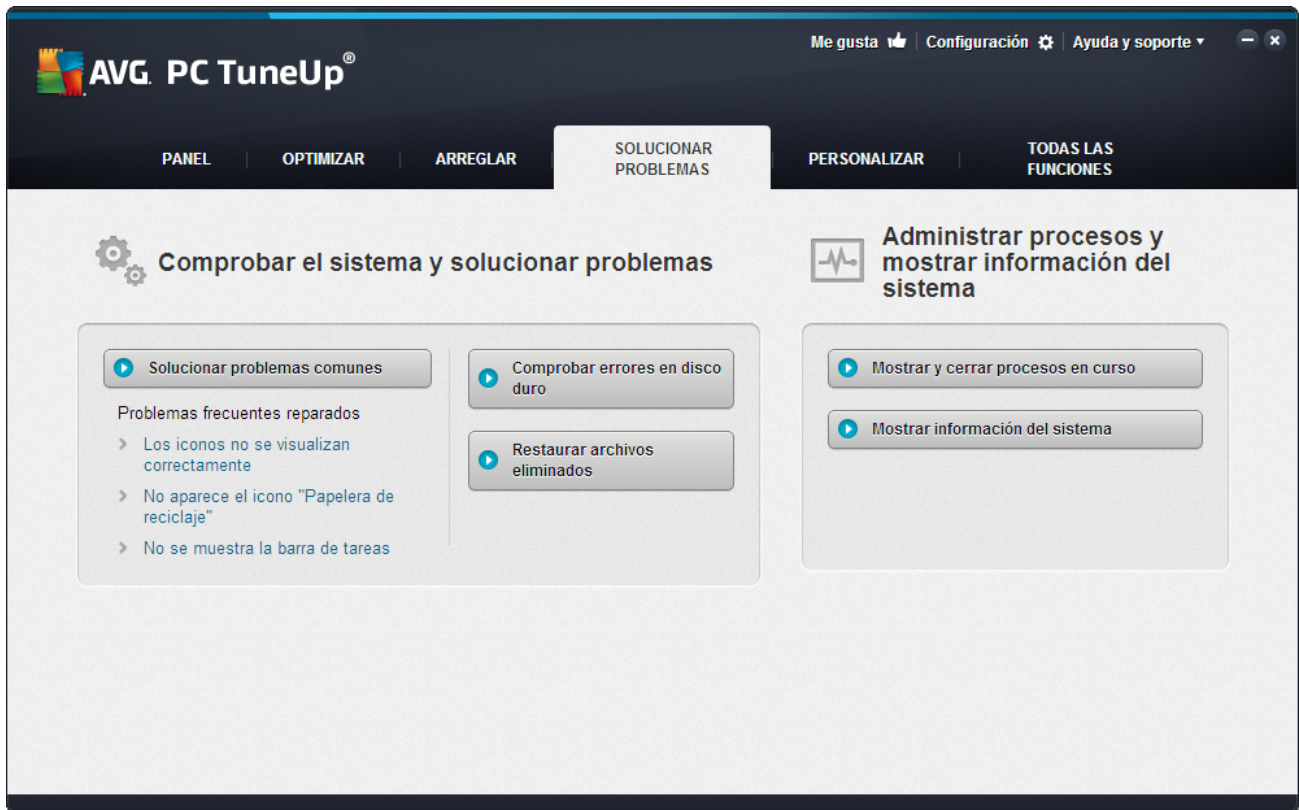 Me gusta Configuración Ayuda y soporte
AVG. PC TuneUp®
PANEL OPTIMIZAR ARREGLAR SOLUCIONAR PROBLEMAS PERSONALIZAR TODAS LAS FUNCIONES
Comprobar el sistema y solucionar problemas
Solucionar problemas comunes
Problemas frecuentes reparados
Los iconos no se visualizan
correctamente
No aparece el icono "Papelera de
reciclaje"
No se muestra la barra de tareas
Comprobar errores en disco
duro
Restaurar archivos
eliminados
Administrar procesos y
mostrar información del
sistema
Mostrar y cerrar procesos en curso
Mostrar información del sistema